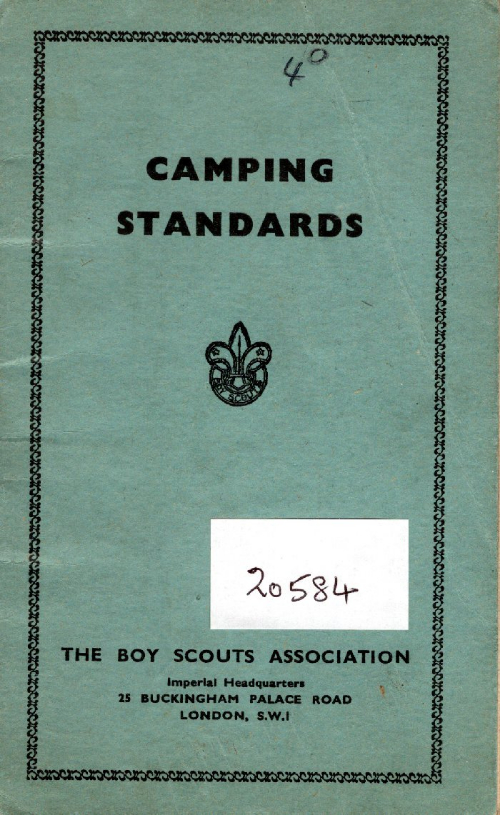 4°
CAMPING
STANDARDS
BOY SCOUTS
20584
THE BOY SCOUTS ASSOCIATION
Imperial Headquarters
25 BUCKINGHAM PALACE ROAD
LONDON, S.W.1